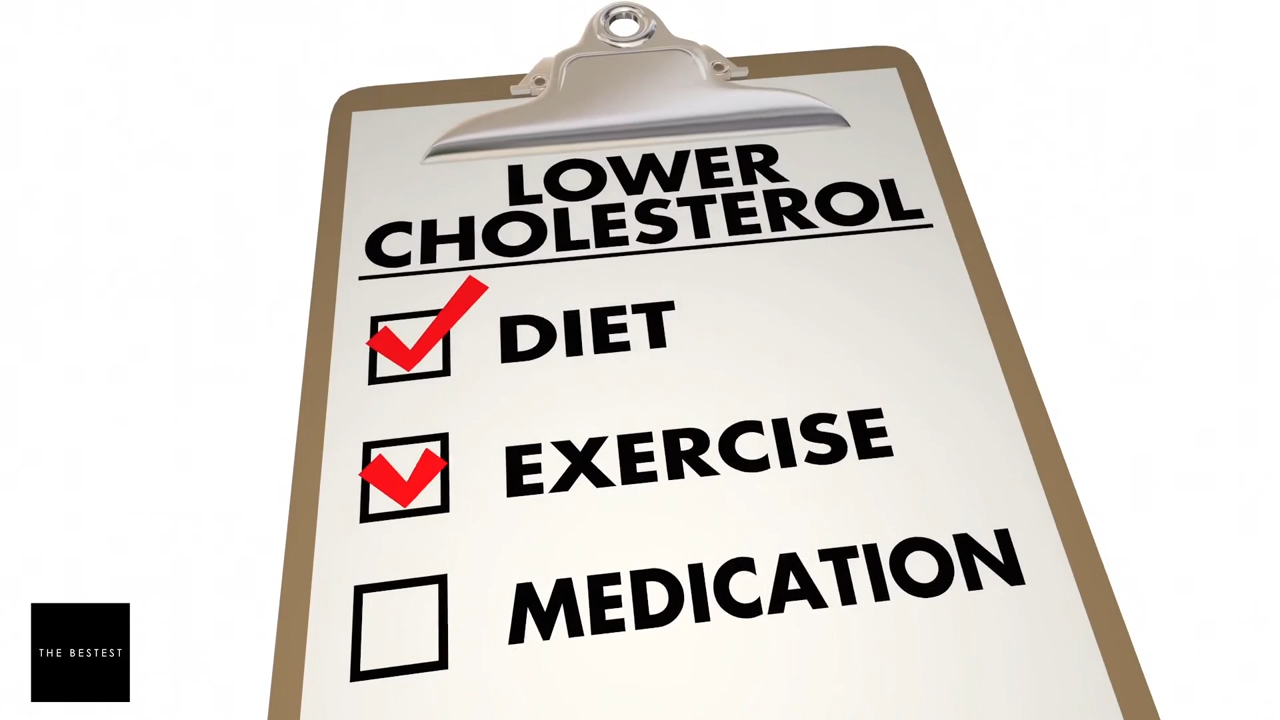 LOWER
CHOLESTEROL
DIET
EXERCISE
MEDICATION
THE BESTEST